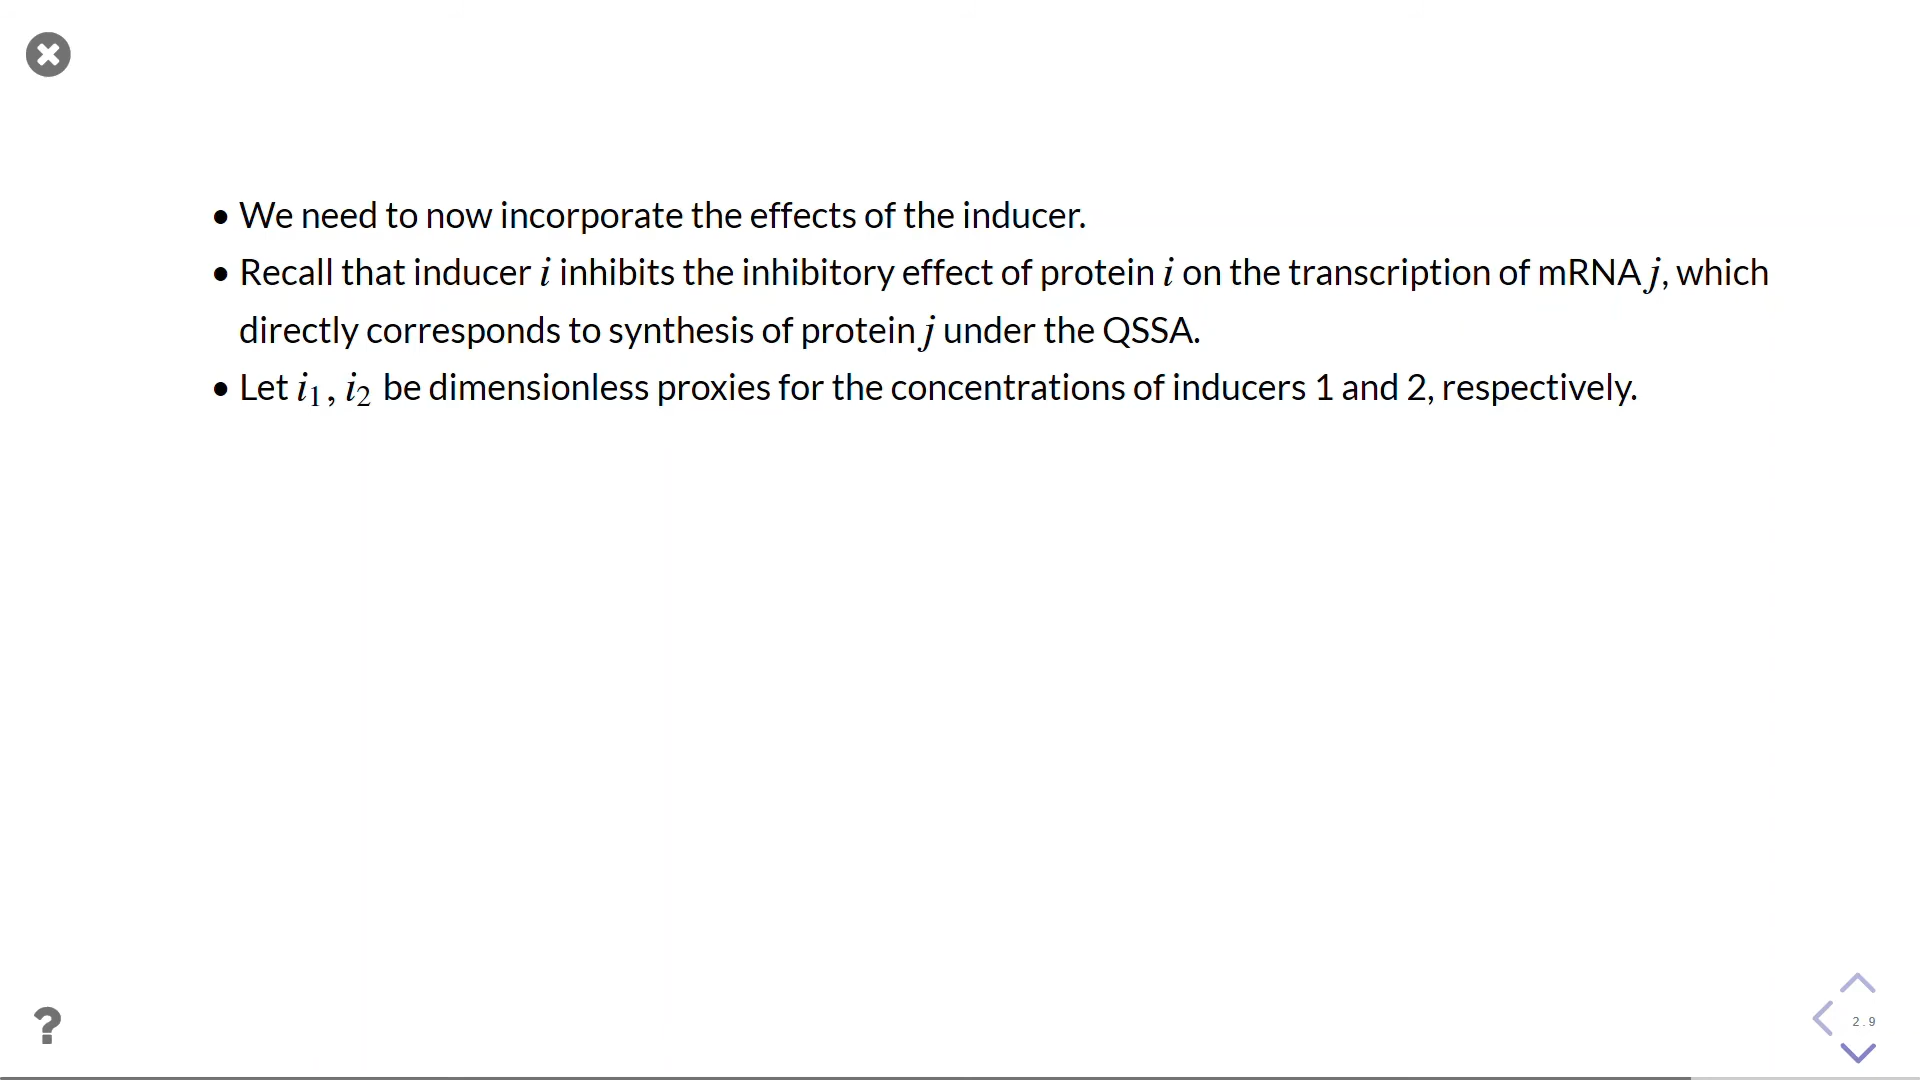 • We need to now incorporate the effects of the inducer.
• Recall that inducer i inhibits the inhibitory effect of protein i on the transcription of mRNA j, which
directly corresponds to synthesis of protein j under the QSSA.
• Let i₁, i₂ be dimensionless proxies for the concentrations of inducers 1 and 2, respectively.
?
2.9